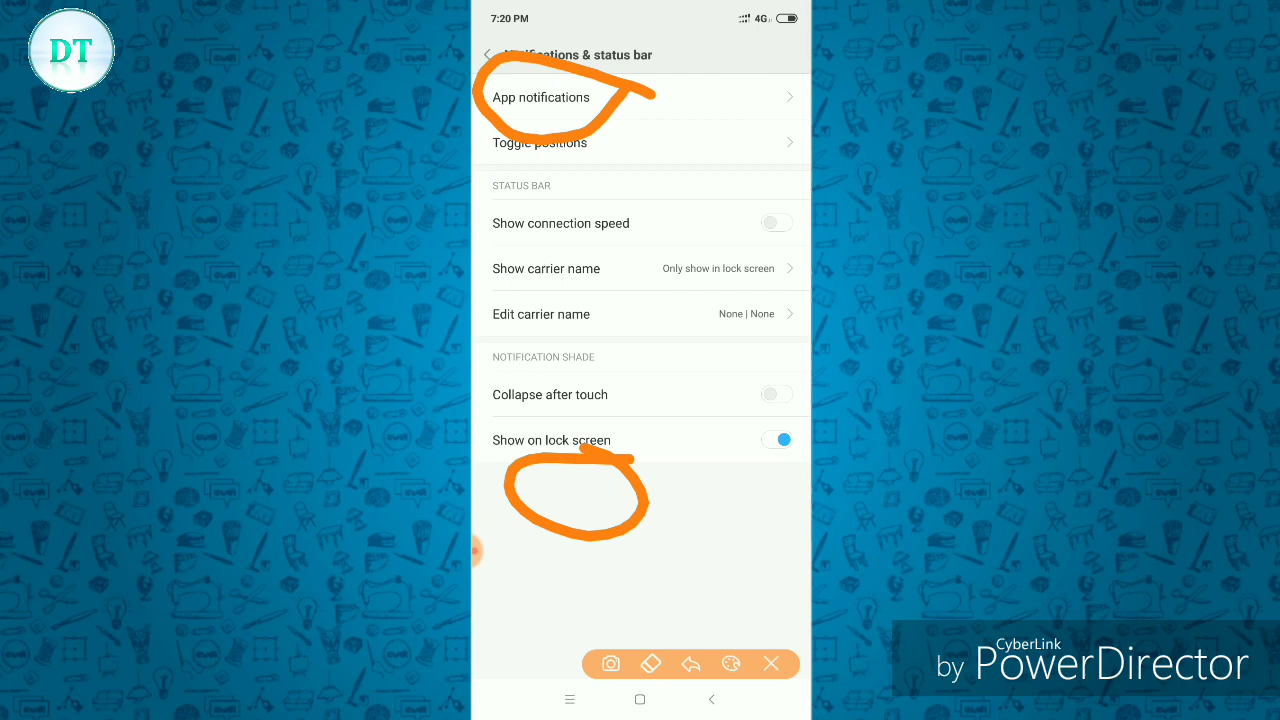 DT
7:20 PM
4G
Notifications & status bar
App notifications
Toggle positions
STATUS BAR
Show connection speed
Show carrier name
Only show in lock screen
Edit carrier name
None | None
NOTIFICATION SHADE
Collapse after touch
Show on lock screen
CyberLink
by PowerDirector